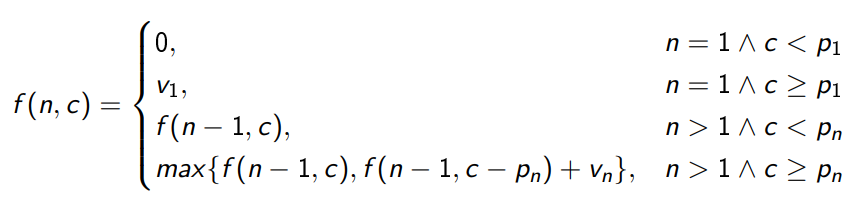 0, n = 1 ∧ c < p₁
v₁, n = 1 ∧ c ≥ p₁
f(n, c) =
f(n − 1, c), n > 1 ∧ c < pₙ
max{f(n − 1, c), f(n − 1, c − pₙ) + vₙ}, n > 1 ∧ c ≥ pₙ